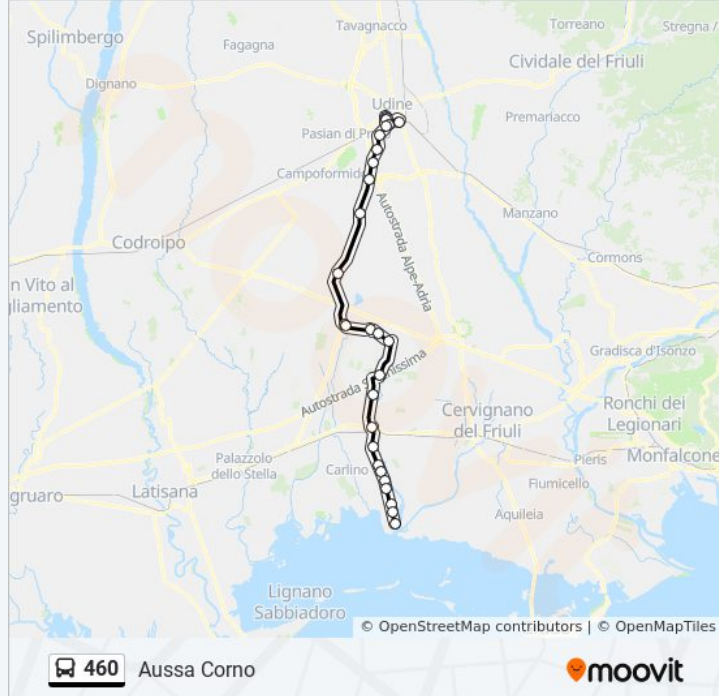 Tavagnacco
Torreano
Stregna /
Spilimbergo
Fagagna
Cividale del Friuli
Dignano
Udine
Premariacco
Pasian di Pr
Campoformido
Manzano
Autostrada Alpe-Adria
Codroipo
Cormons
n Vito al
gliamento
Gradisca d'Isonzo
Autostrada S
nissima
Ronchi dei
Legionari
Cervignano
del Friuli
Monfalcone
Palazzolo
dello Stella
Carlino
Pieris
Fiumicello
gruaro
Latisana
Aquileia
Lignano
Sabbiadoro
© OpenStreetMap contributors | © OpenMapTiles
460 Aussa Corno
moovit